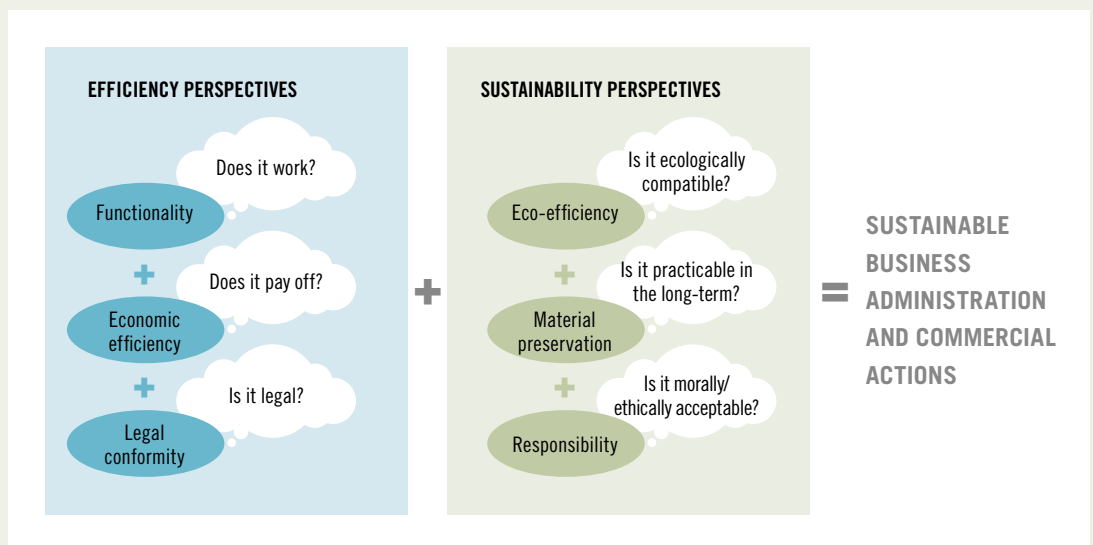 EFFICIENCY PERSPECTIVES
Does it work?
Functionality
+
Does it pay off?
Economic
efficiency
+
Is it legal?
Legal
conformity
+
SUSTAINABILITY PERSPECTIVES
Is it ecologically
compatible?
Eco-efficiency
+
Is it practicable in
the long-term?
Material
preservation
+
Is it morally/
ethically acceptable?
Responsibility
=
SUSTAINABLE
BUSINESS
ADMINISTRATION
AND COMMERCIAL
ACTIONS